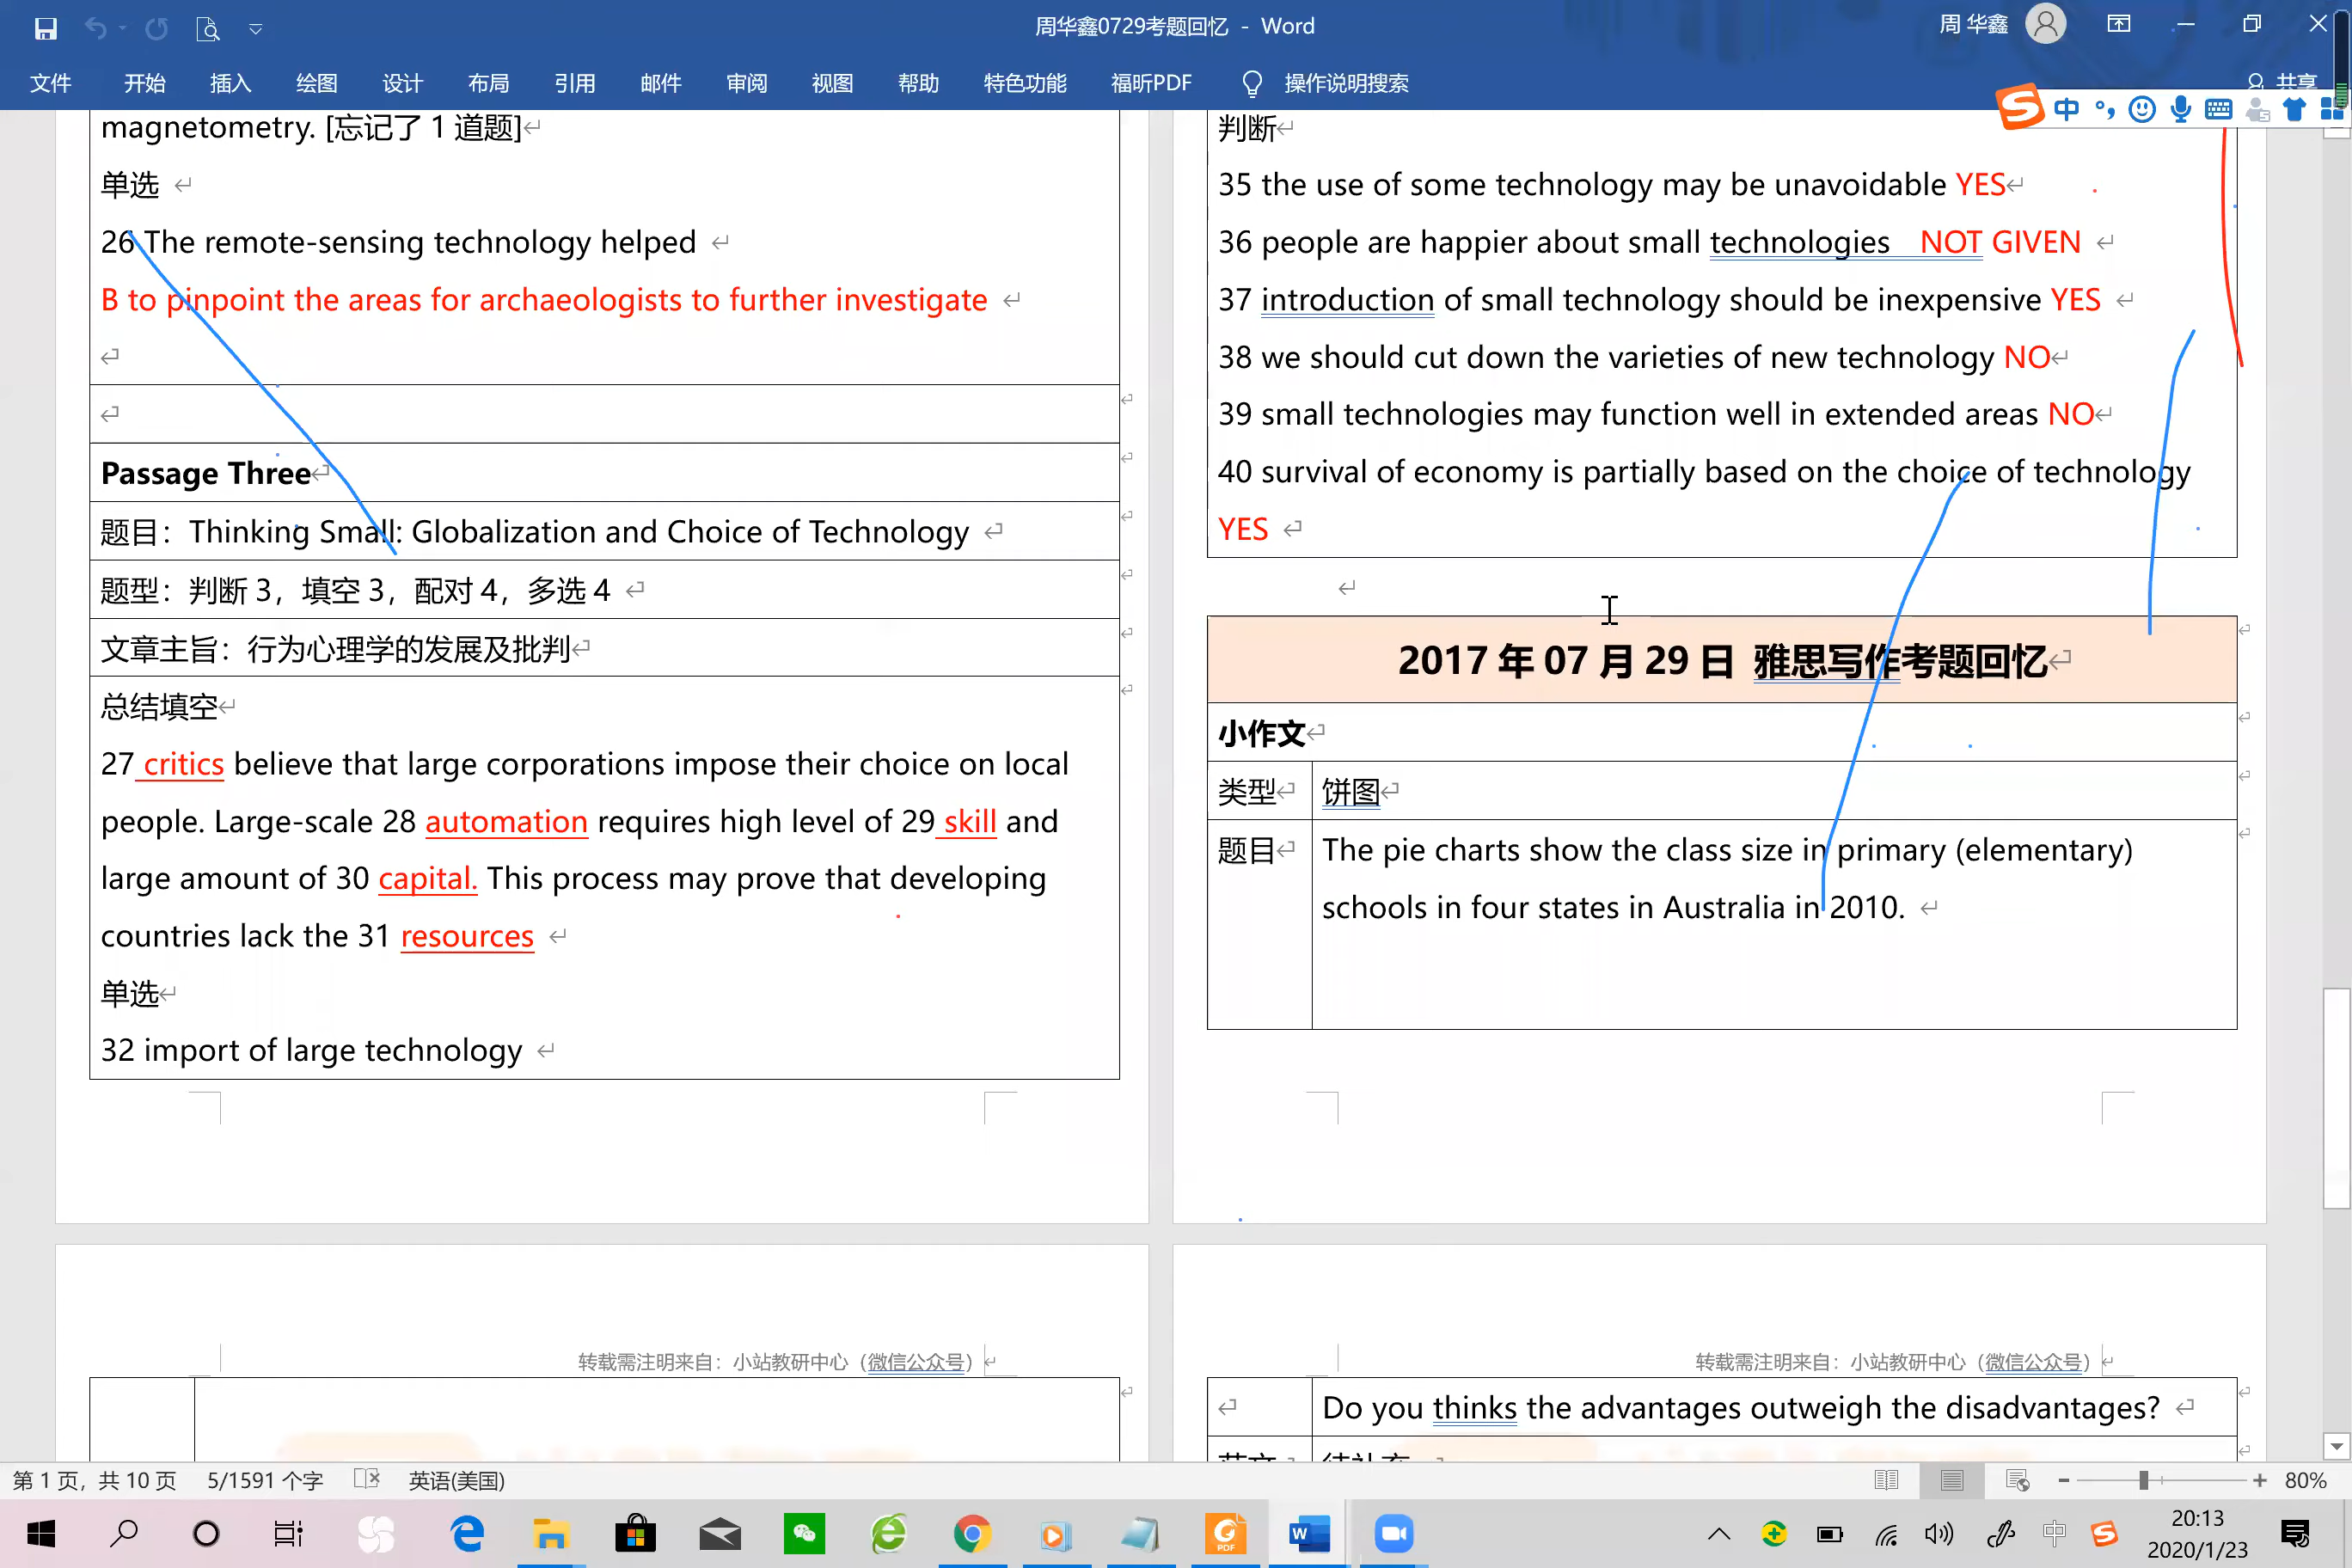 周华鑫0729考题回忆 - Word
周 华鑫
文件 开始 插入 绘图 设计 布局 引用 邮件 审阅 视图 帮助 特色功能 福昕PDF 操作说明搜索 共享
中
magnetometry. [忘记了 1 道题]
单选
26 The remote-sensing technology helped
B to pinpoint the areas for archaeologists to further investigate
Passage Three
题目：Thinking Small: Globalization and Choice of Technology
题型：判断 3，填空 3，配对 4，多选 4
文章主旨：行为心理学的发展及批判
总结填空
27 critics believe that large corporations impose their choice on local
people. Large-scale 28 automation requires high level of 29 skill and
large amount of 30 capital. This process may prove that developing
countries lack the 31 resources
单选
32 import of large technology
判断
35 the use of some technology may be unavoidable YES
36 people are happier about small technologies NOT GIVEN
37 introduction of small technology should be inexpensive YES
38 we should cut down the varieties of new technology NO
39 small technologies may function well in extended areas NO
40 survival of economy is partially based on the choice of technology
YES
2017 年 07 月 29 日 雅思写作考题回忆
小作文
类型 饼图
题目 The pie charts show the class size in primary (elementary)
schools in four states in Australia in 2010.
转载需注明来自：小站教研中心（微信公众号）
转载需注明来自：小站教研中心（微信公众号）
Do you thinks the advantages outweigh the disadvantages?
第 1 页，共 10 页 5/1591 个字 英语(美国) 80%
中 20:13
2020/1/23